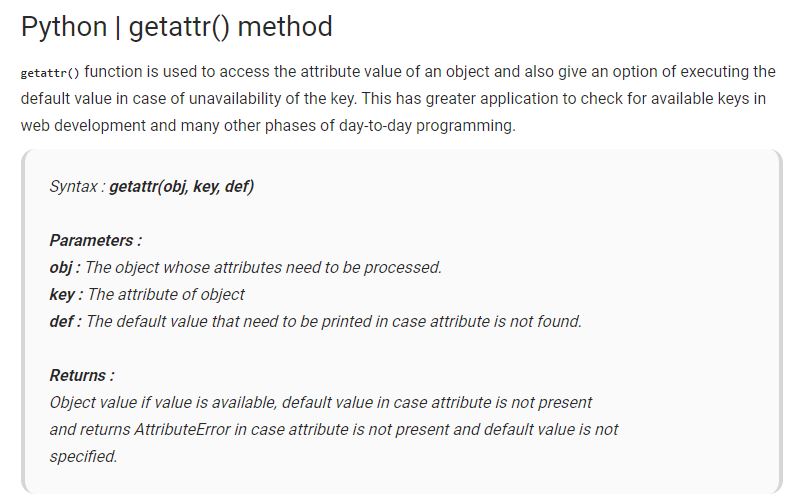 Python | getattr() method
getattr() function is used to access the attribute value of an object and also give an option of executing the
default value in case of unavailability of the key. This has greater application to check for available keys in
web development and many other phases of day-to-day programming.
Syntax : getattr(obj, key, def)
Parameters :
obj : The object whose attributes need to be processed.
key : The attribute of object
def : The default value that need to be printed in case attribute is not found.
Returns :
Object value if value is available, default value in case attribute is not present
and returns AttributeError in case attribute is not present and default value is not
specified.